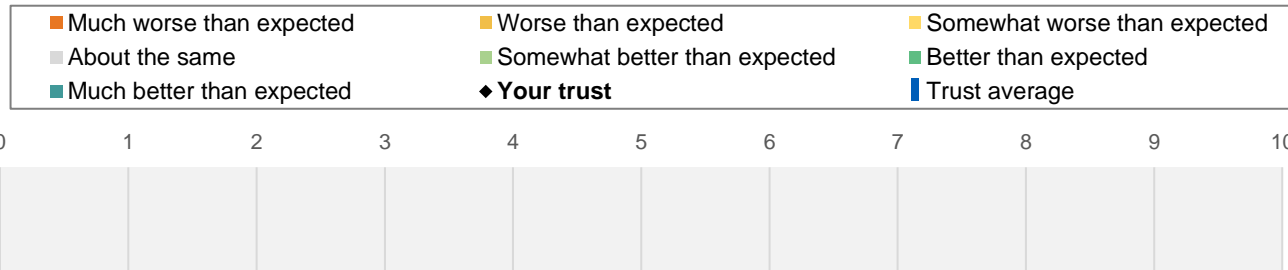 Much worse than expected Worse than expected Somewhat worse than expected
About the same Somewhat better than expected Better than expected
Much better than expected Your trust Trust average
0 1 2 3 4 5 6 7 8 9 10